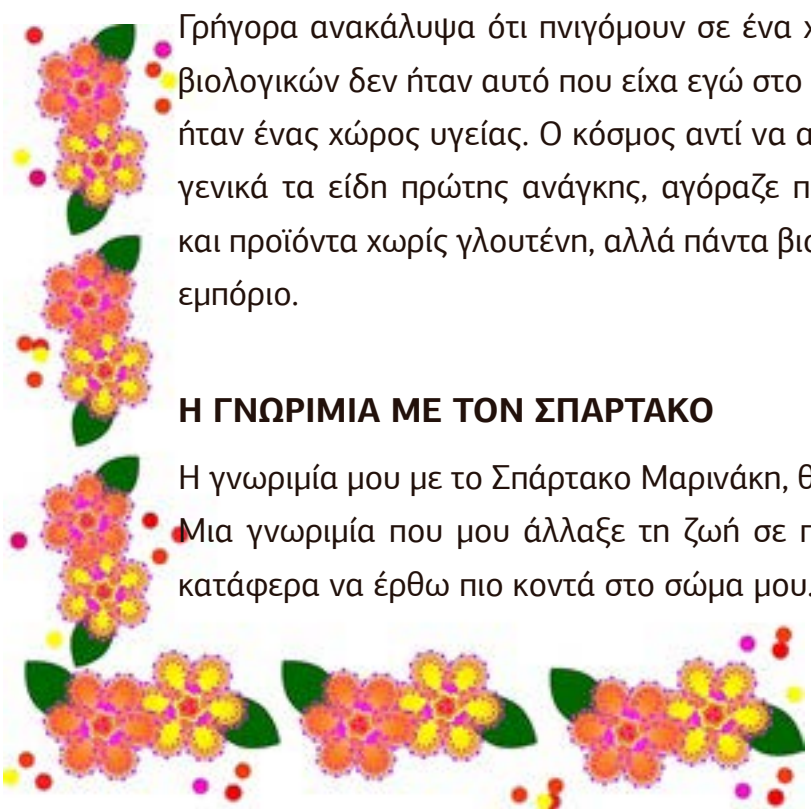 Γρήγορα ανακάλυψα ότι πνιγόμουν σε ένα
βιολογικών δεν ήταν αυτό που είχα εγώ στο
ήταν ένας χώρος υγείας. Ο κόσμος αντί να
γενικά τα είδη πρώτης ανάγκης, αγόραζε
και προϊόντα χωρίς γλουτένη, αλλά πάντα
εμπόριο.
Η ΓΝΩΡΙΜΙΑ ΜΕ ΤΟΝ ΣΠΑΡΤΑΚΟ
Η γνωριμία μου με το Σπάρτακο Μαρινάκη,
Μια γνωριμία που μου άλλαξε τη ζωή σε
κατάφερα να έρθω πιο κοντά στο σώμα μου.